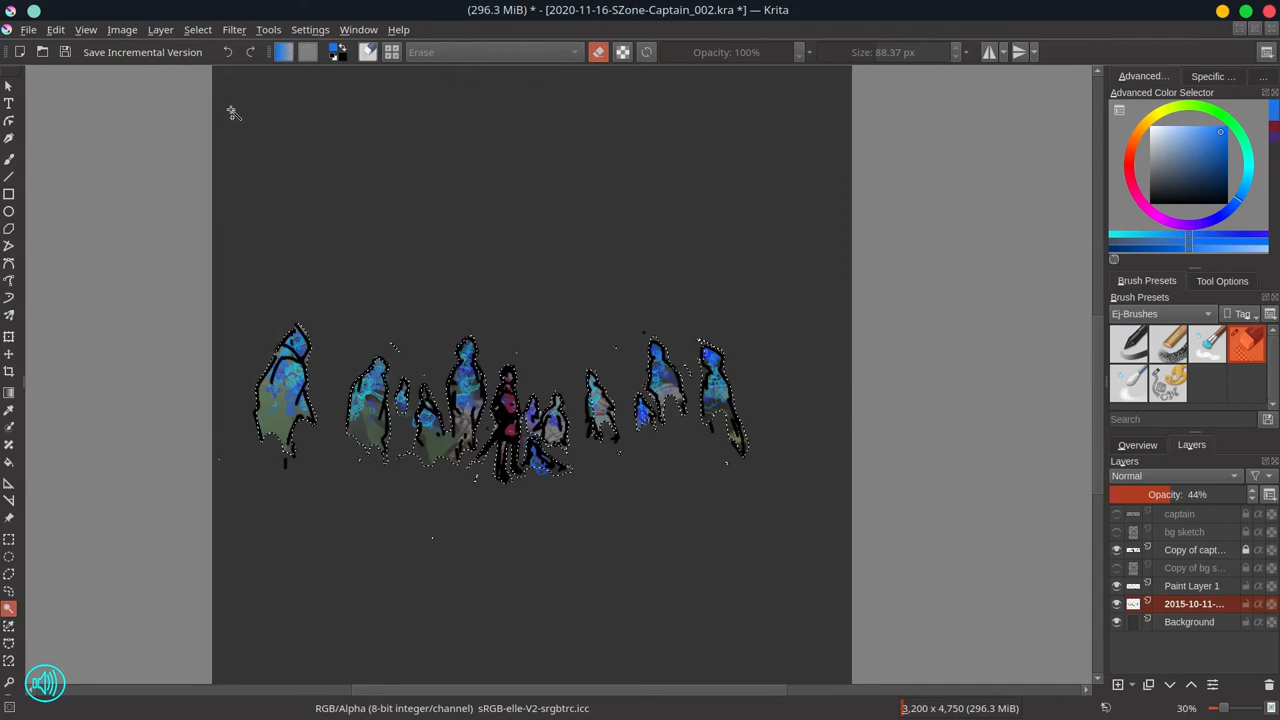 (296.3 MiB) * - [2020-11-16-SZone-Captain_002.kra *] — Krita
File Edit View Image Layer Select Filter Tools Settings Window Help
Save Incremental Version Erase Opacity: 100% Size: 88.37 px
Advanced... Specific ... ...
Advanced Color Selector
Brush Presets Tool Options
Brush Presets
Ej-Brushes Tag
Search
Overview Layers
Layers
Normal
Opacity: 44%
captain
bg sketch
Copy of capt...
Copy of bg s...
Paint Layer 1
2015-10-11-...
Background
RGB/Alpha (8-bit integer/channel) sRGB-elle-V2-srgbtrc.icc 3,200 x 4,750 (296.3 MiB) 30%